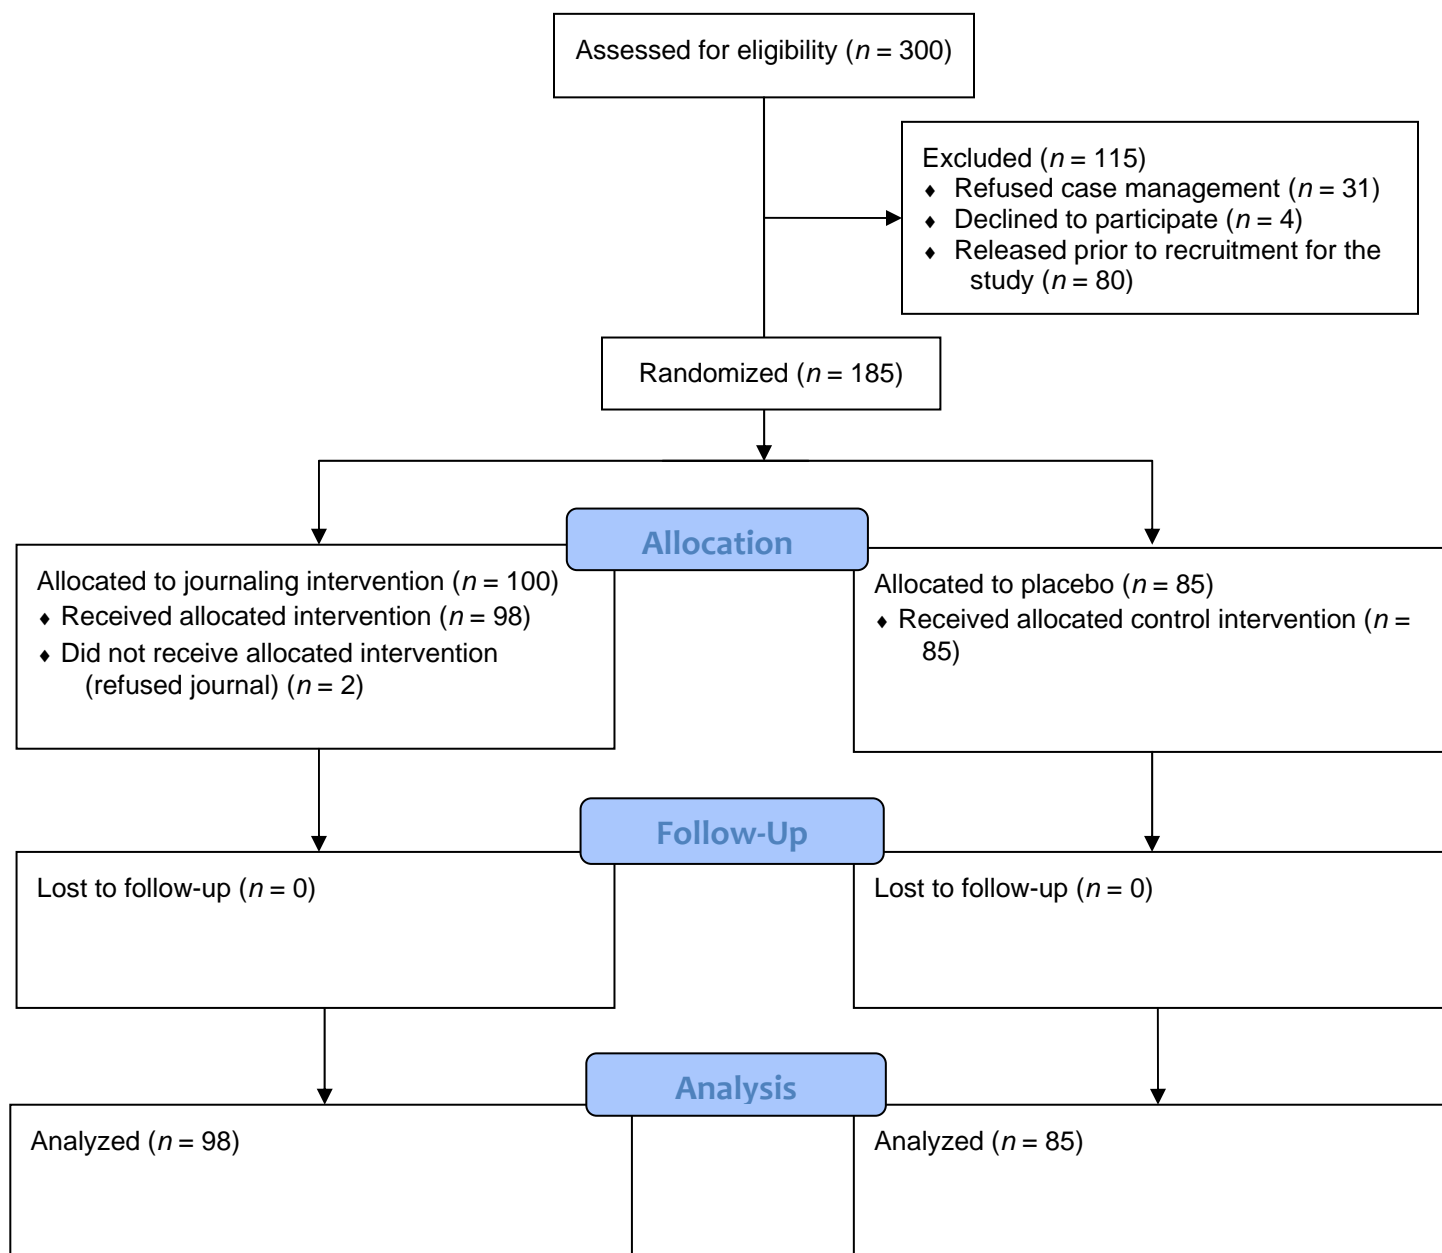 Assessed for eligibility (n = 300)
Excluded (n = 115)
♦ Refused case management (n = 31)
♦ Declined to participate (n = 4)
♦ Released prior to recruitment for the
study (n = 80)
Randomized (n = 185)
Allocation
Allocated to journaling intervention (n = 100)
♦ Received allocated intervention (n = 98)
♦ Did not receive allocated intervention
(refused journal) (n = 2)
Allocated to placebo (n = 85)
♦ Received allocated control intervention (n =
85)
Follow-Up
Lost to follow-up (n = 0)
Lost to follow-up (n = 0)
Analysis
Analyzed (n = 98)
Analyzed (n = 85)